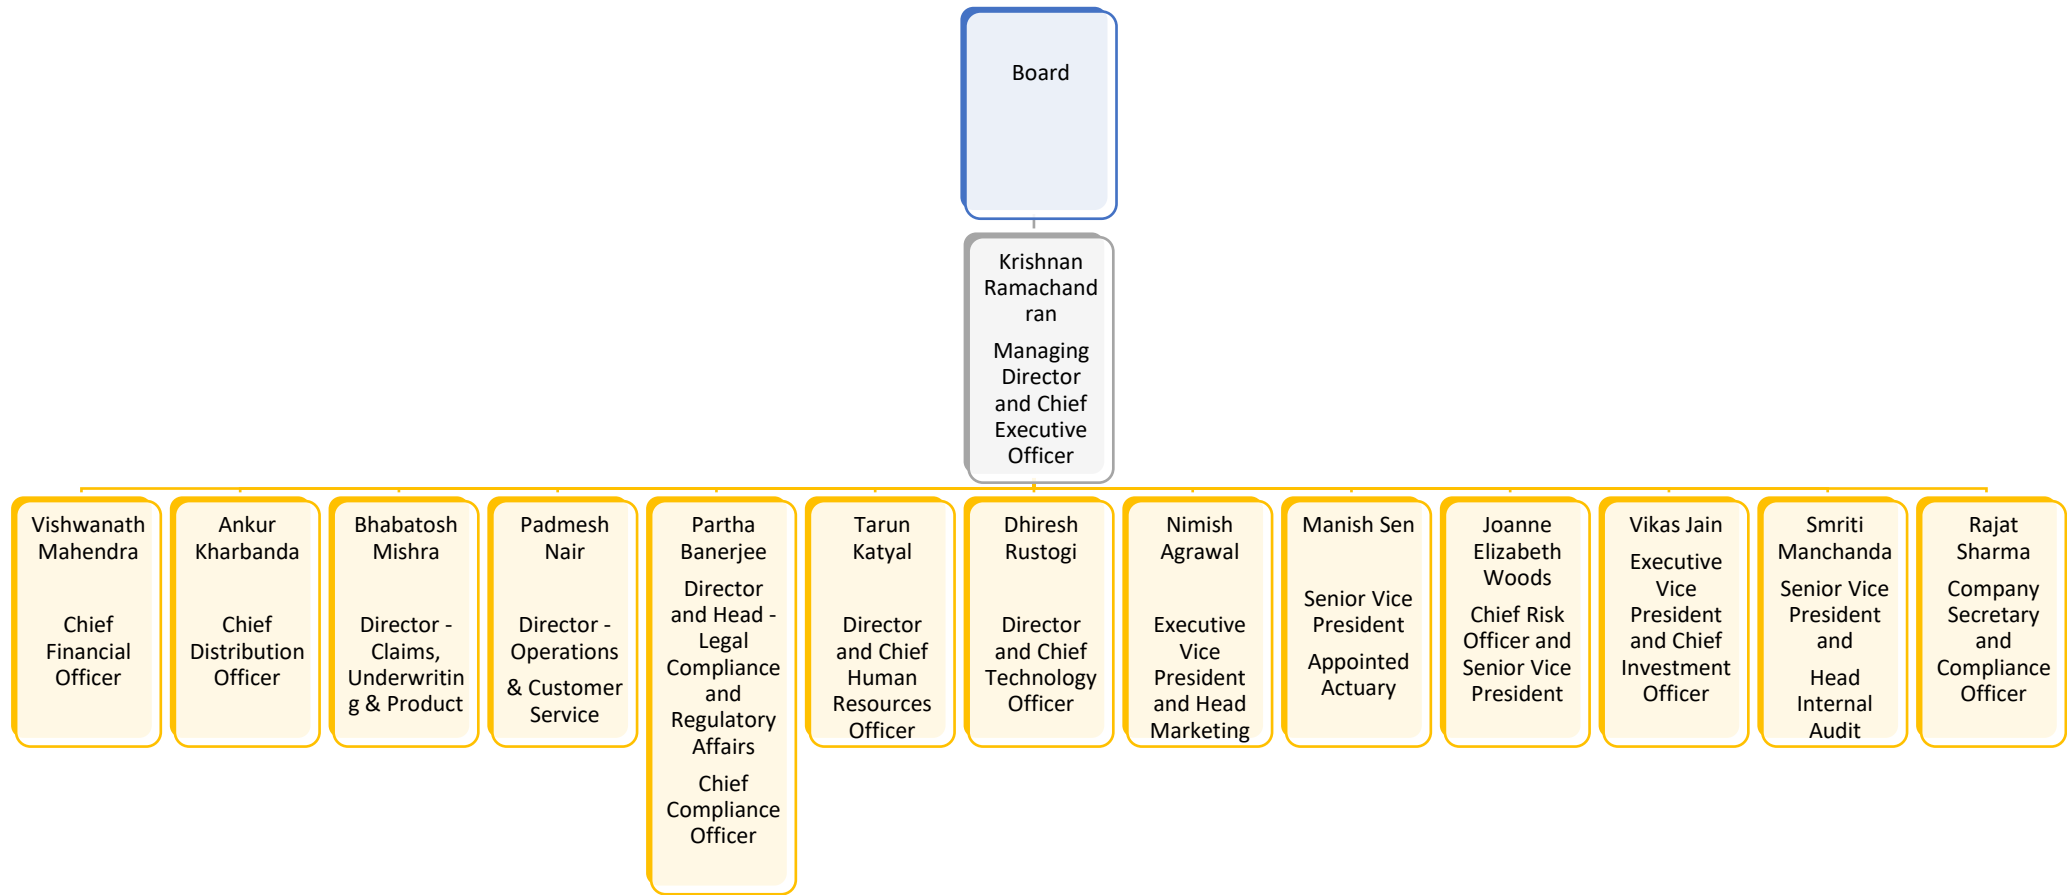 Board
Krishnan
Ramachand
ran
Managing
Director
and Chief
Executive
Officer
Vishwanath
Mahendra
Chief
Financial
Officer
Ankur
Kharbanda
Chief
Distribution
Officer
Bhabatosh
Mishra
Director -
Claims,
Underwritin
g & Product
Padmesh
Nair
Director -
Operations
& Customer
Service
Partha
Banerjee
Director
and Head -
Legal
Compliance
and
Regulatory
Affairs
Chief
Compliance
Officer
Tarun
Katyal
Director
and Chief
Human
Resources
Officer
Dhiresh
Rustogi
Director
and Chief
Technology
Officer
Nimish
Agrawal
Executive
Vice
President
and Head
Marketing
Manish Sen
Senior Vice
President
Appointed
Actuary
Joanne
Elizabeth
Woods
Chief Risk
Officer and
Senior Vice
President
Vikas Jain
Executive
Vice
President
and Chief
Investment
Officer
Smriti
Manchanda
Senior Vice
President
and
Head
Internal
Audit
Rajat
Sharma
Company
Secretary
and
Compliance
Officer